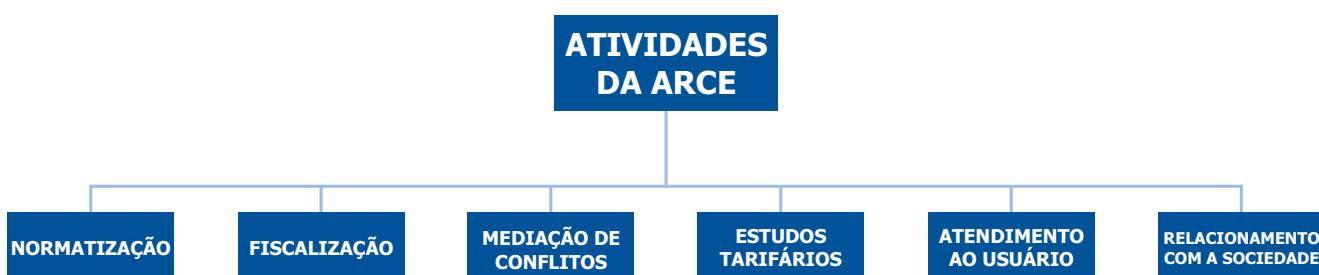 ATIVIDADES
DA ARCE
NORMATIZAÇÃO
FISCALIZAÇÃO
MEDIAÇÃO DE
CONFLITOS
ESTUDOS
TARIFÁRIOS
ATENDIMENTO
AO USUÁRIO
RELACIONAMENTO
COM A SOCIEDADE